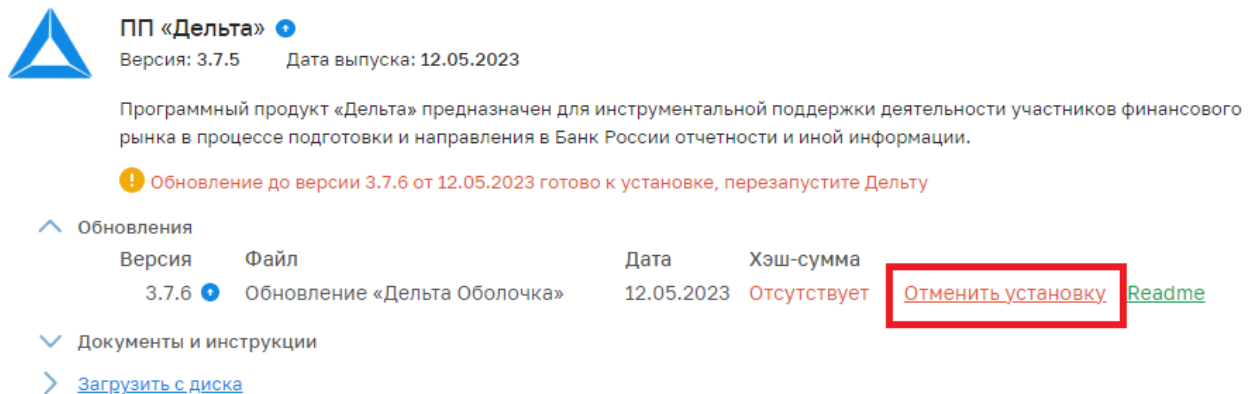 ПП «Дельта»
Версия: 3.7.5 Дата выпуска: 12.05.2023
Программный продукт «Дельта» предназначен для инструментальной поддержки деятельности участников финансового
рынка в процессе подготовки и направления в Банк России отчетности и иной информации.
Обновление до версии 3.7.6 от 12.05.2023 готово к установке, перезапустите Дельту
Обновления
Версия Файл Дата Хэш-сумма
3.7.6 Обновление «Дельта Оболочка» 12.05.2023 Отсутствует Отменить установку Readme
Документы и инструкции
Загрузить с диска